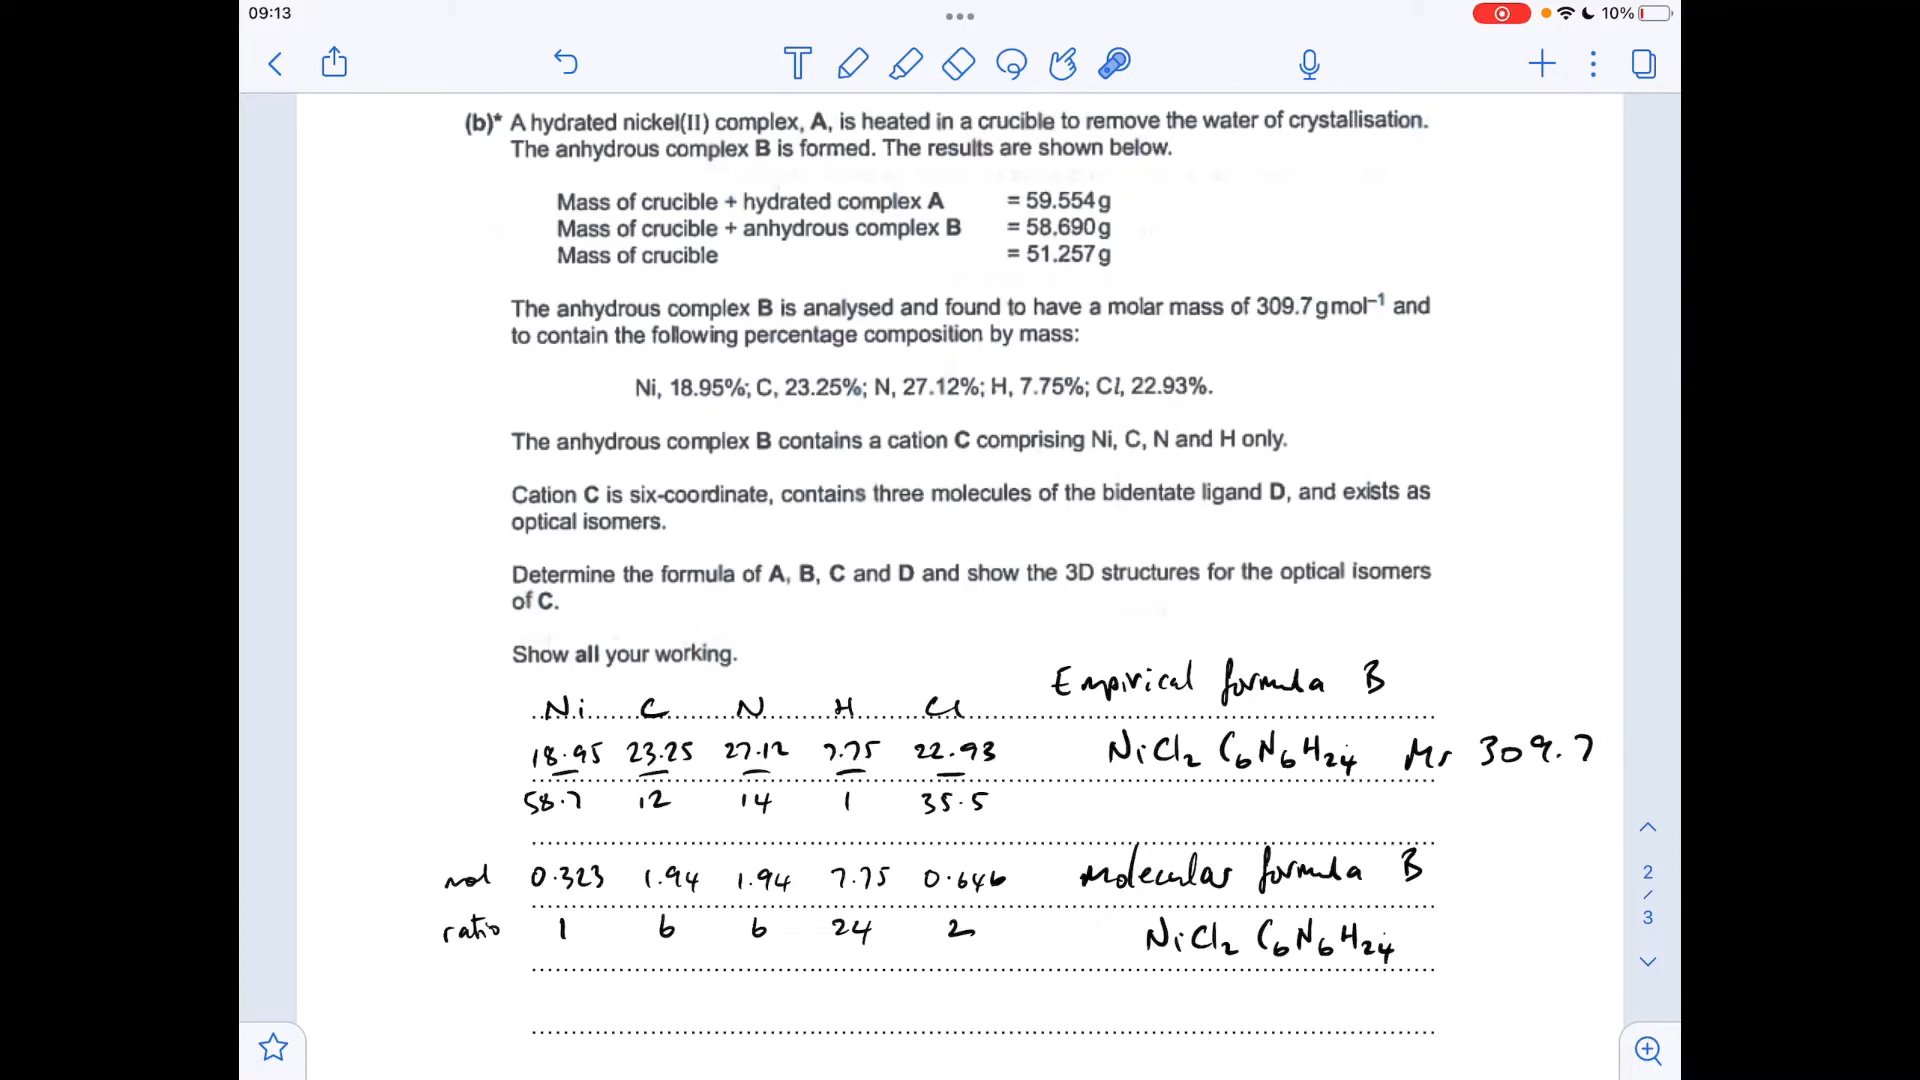 09:13
10%
(b)* A hydrated nickel(II) complex, A, is heated in a crucible to remove the water of crystallisation.
The anhydrous complex B is formed. The results are shown below.
Mass of crucible + hydrated complex A = 59.554 g
Mass of crucible + anhydrous complex B = 58.690 g
Mass of crucible = 51.257 g
The anhydrous complex B is analysed and found to have a molar mass of 309.7 g mol⁻¹ and
to contain the following percentage composition by mass:
Ni, 18.95%; C, 23.25%; N, 27.12%; H, 7.75%; Cl, 22.93%.
The anhydrous complex B contains a cation C comprising Ni, C, N and H only.
Cation C is six-coordinate, contains three molecules of the bidentate ligand D, and exists as
optical isomers.
Determine the formula of A, B, C and D and show the 3D structures for the optical isomers
of C.
Show all your working.
Empirical formula B
Ni C N H Cl
18.95 23.25 27.12 7.75 22.93 NiCl₂ C₆N₆H₂₄ Mr 309.7
58.7 12 14 1 35.5
mol 0.323 1.94 1.94 7.75 0.646 molecular formula B
ratio 1 6 6 24 2 NiCl₂ C₆N₆H₂₄
2
/
3